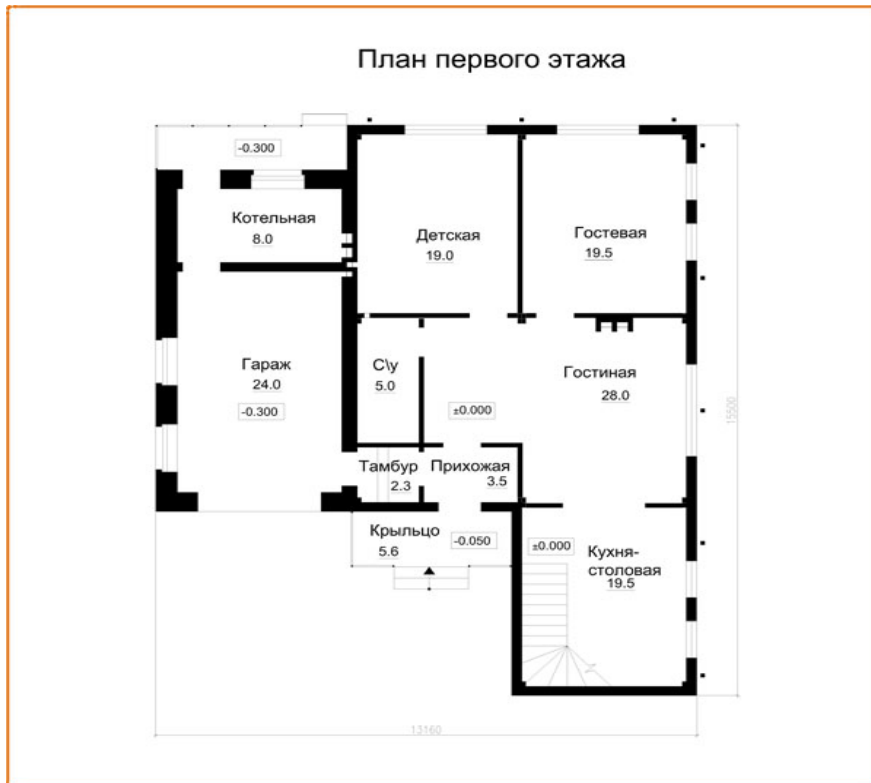 План первого этажа
-0.300
Котельная
8.0
Детская
19.0
Гостевая
19.5
Гараж
24.0
-0.300
С\у
5.0
Гостиная
28.0
±0.000
15500
Тамбур
2.3
Прихожая
3.5
Крыльцо
5.6
-0.050
±0.000
Кухня-
столовая
19.5
13160